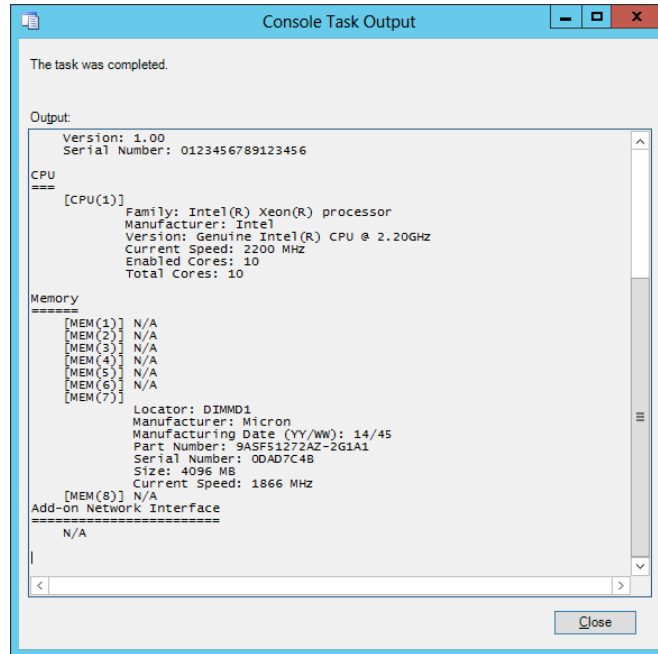 Console Task Output
The task was completed.
Output:
Version: 1.00
Serial Number: 0123456789123456
CPU
===
[CPU(1)]
Family: Intel(R) Xeon(R) processor
Manufacturer: Intel
Version: Genuine Intel(R) CPU @ 2.20GHz
Current Speed: 2200 MHz
Enabled Cores: 10
Total Cores: 10
Memory
======
[MEM(1)] N/A
[MEM(2)] N/A
[MEM(3)] N/A
[MEM(4)] N/A
[MEM(5)] N/A
[MEM(6)] N/A
[MEM(7)]
Locator: DIMMD1
Manufacturer: Micron
Manufacturing Date (YY/WW): 14/45
Part Number: 9ASF51272AZ-2G1A1
Serial Number: 0DAD7C4B
Size: 4096 MB
Current Speed: 1866 MHz
[MEM(8)] N/A
Add-on Network Interface
========================
N/A
Close